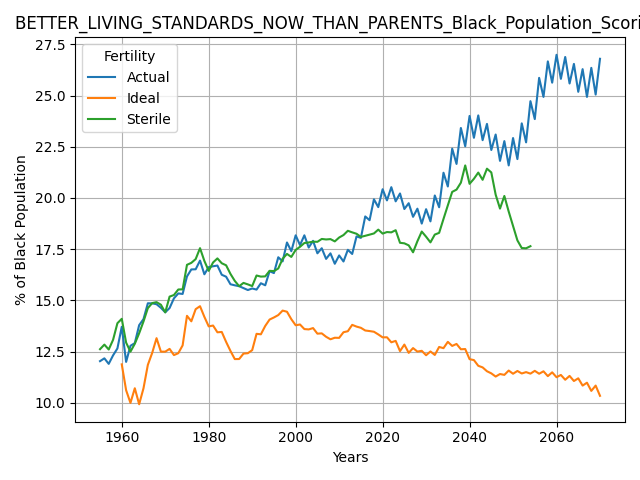 BETTER_LIVING_STANDARDS_NOW_THAN_PARENTS_Black_Population_Scori
27.5
25.0
22.5
20.0
17.5
15.0
12.5
10.0
% of Black Population
Fertility
Actual
Ideal
Sterile
1960 1980 2000 2020 2040 2060
Years